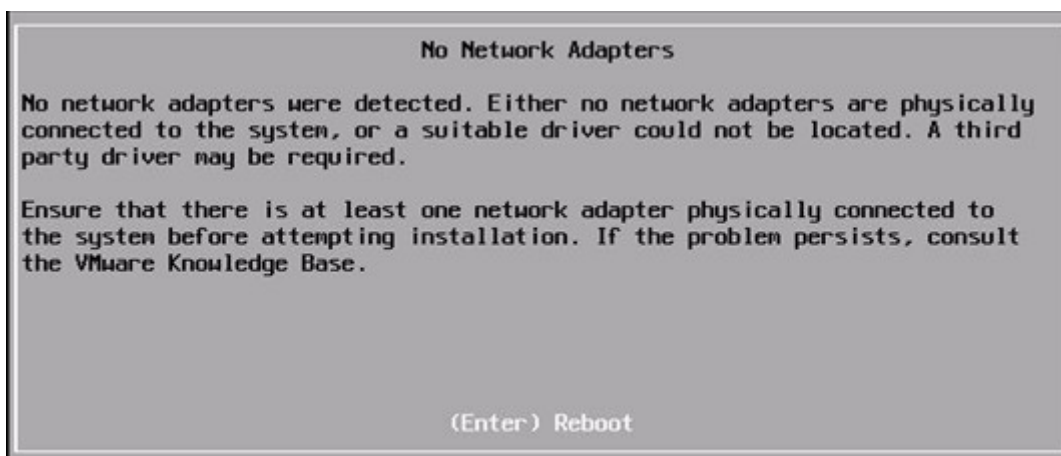 No Network Adapters
No network adapters were detected. Either no network adapters are physically
connected to the system, or a suitable driver could not be located. A third
party driver may be required.
Ensure that there is at least one network adapter physically connected to
the system before attempting installation. If the problem persists, consult
the VMware Knowledge Base.
(Enter) Reboot